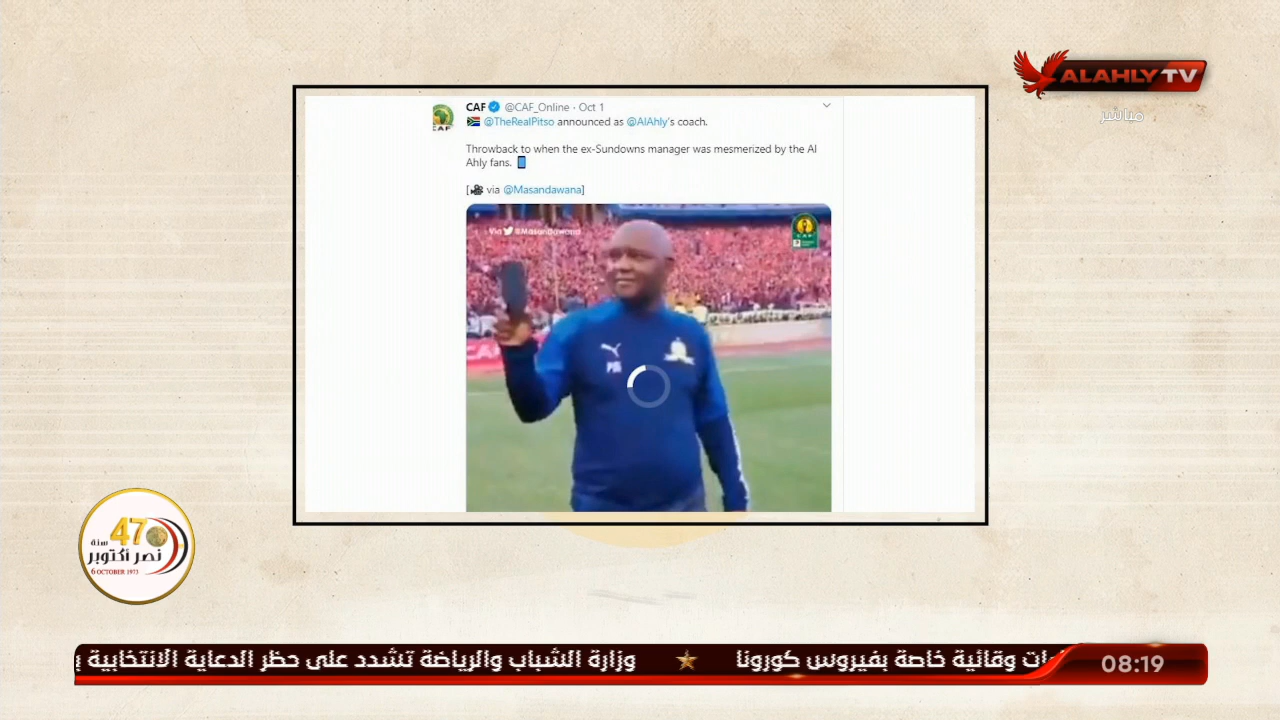 ALAHLY TV
مباشر
CAF @CAF_Online · Oct 1
@TheRealPitso announced as @AlAhly's coach.
Throwback to when the ex-Sundowns manager was mesmerized by the Al
Ahly fans.
[ via @Masandawana]
Via @Masandawana
47
سنة
نصر أكتوبر
6 OCTOBER 1973
وقائية خاصة بفيروس كورونا
وزارة الشباب والرياضة تشدد على حظر الدعاية الانتخابية
08:19